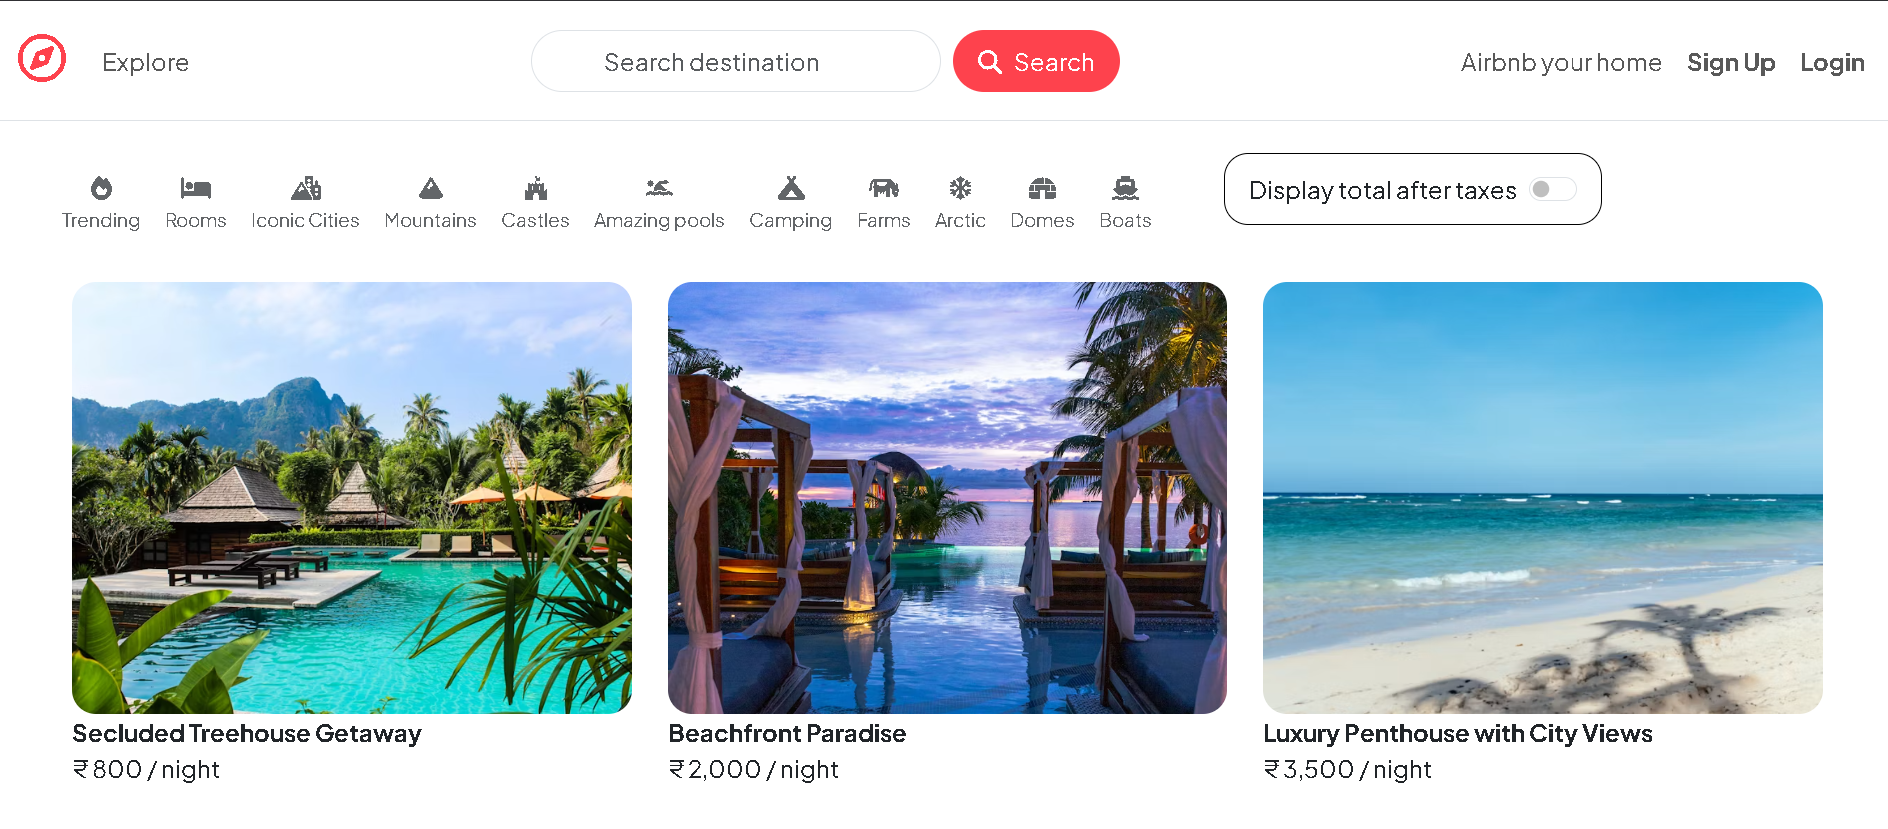 Explore
Search destination
Search
Airbnb your home
Sign Up
Login
Trending
Rooms
Iconic Cities
Mountains
Castles
Amazing pools
Camping
Farms
Arctic
Domes
Boats
Display total after taxes
Secluded Treehouse Getaway
₹ 800 / night
Beachfront Paradise
₹ 2,000 / night
Luxury Penthouse with City Views
₹ 3,500 / night